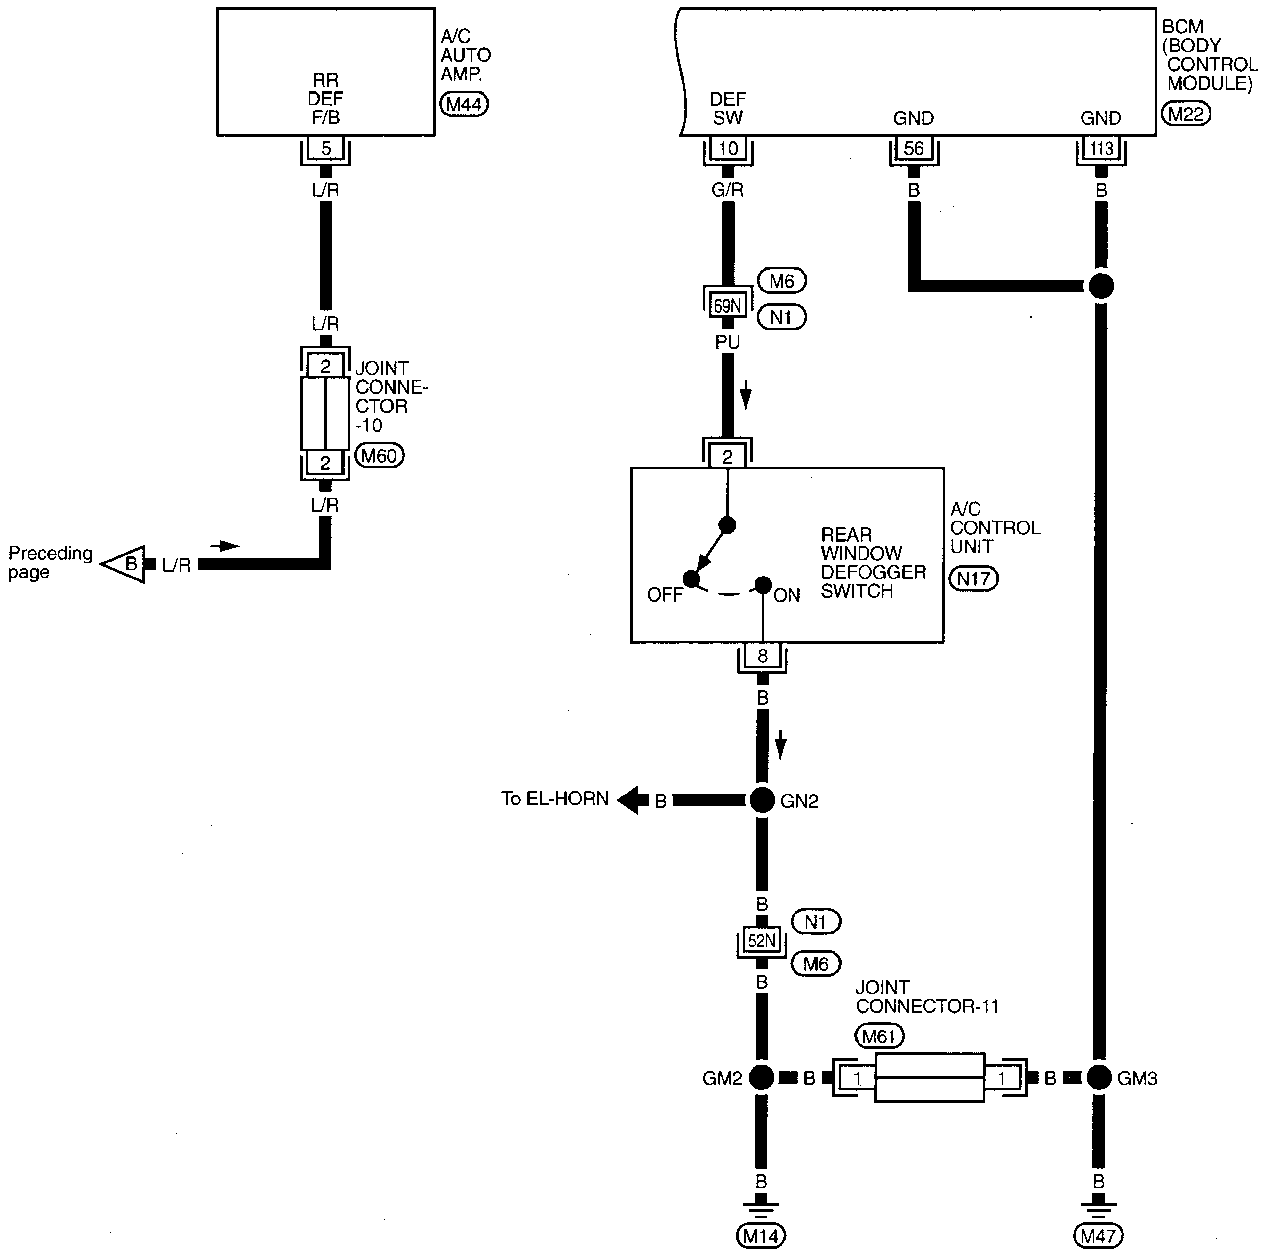 A/C
AUTO
AMP.
M44
RR
DEF
F/B
5
L/R
L/R
2
JOINT
CONNE-
CTOR
-10
M60
2
L/R
Preceding
page
B
L/R
BCM
(BODY
CONTROL
MODULE)
M22
DEF
SW
GND
GND
10
56
113
G/R
B
B
M6
69N
N1
PU
2
A/C
CONTROL
UNIT
N17
REAR
WINDOW
DEFOGGER
SWITCH
OFF
ON
8
B
To EL-HORN
B
GN2
B
N1
52N
M6
B
JOINT
CONNECTOR-11
M61
GM2
B
1
1
B
GM3
B
B
M14
M47